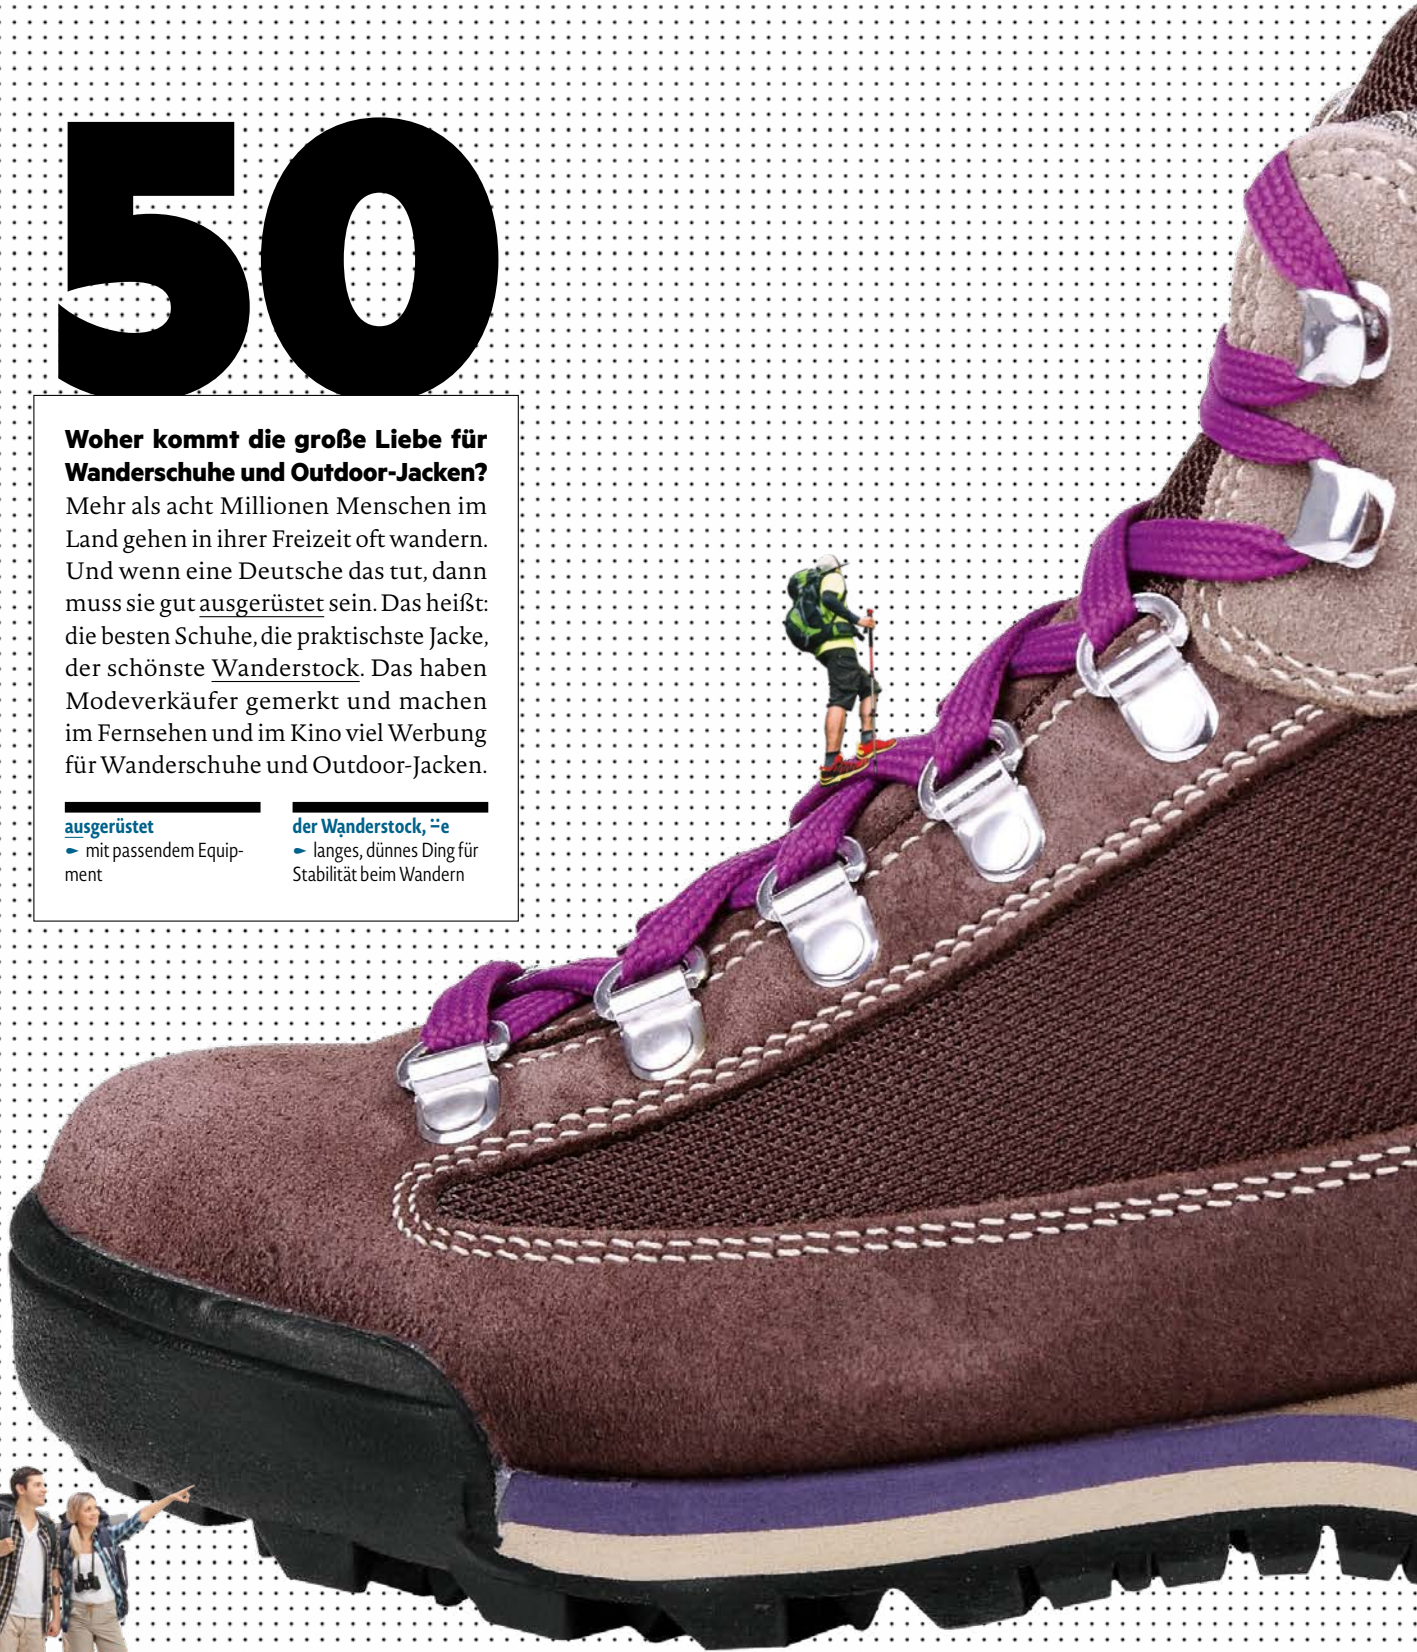 50
Woher kommt die große Liebe für
Wanderschuhe und Outdoor-Jacken?
Mehr als acht Millionen Menschen im
Land gehen in ihrer Freizeit oft wandern.
Und wenn eine Deutsche das tut, dann
muss sie gut ausgerüstet sein. Das heißt:
die besten Schuhe, die praktischste Jacke,
der schönste Wanderstock. Das haben
Modeverkäufer gemerkt und machen
im Fernsehen und im Kino viel Werbung
für Wanderschuhe und Outdoor-Jacken.
ausgerüstet
► mit passendem Equip-
ment
der Wạnderstock, ¨-e
► langes, dünnes Ding für
Stabilität beim Wandern